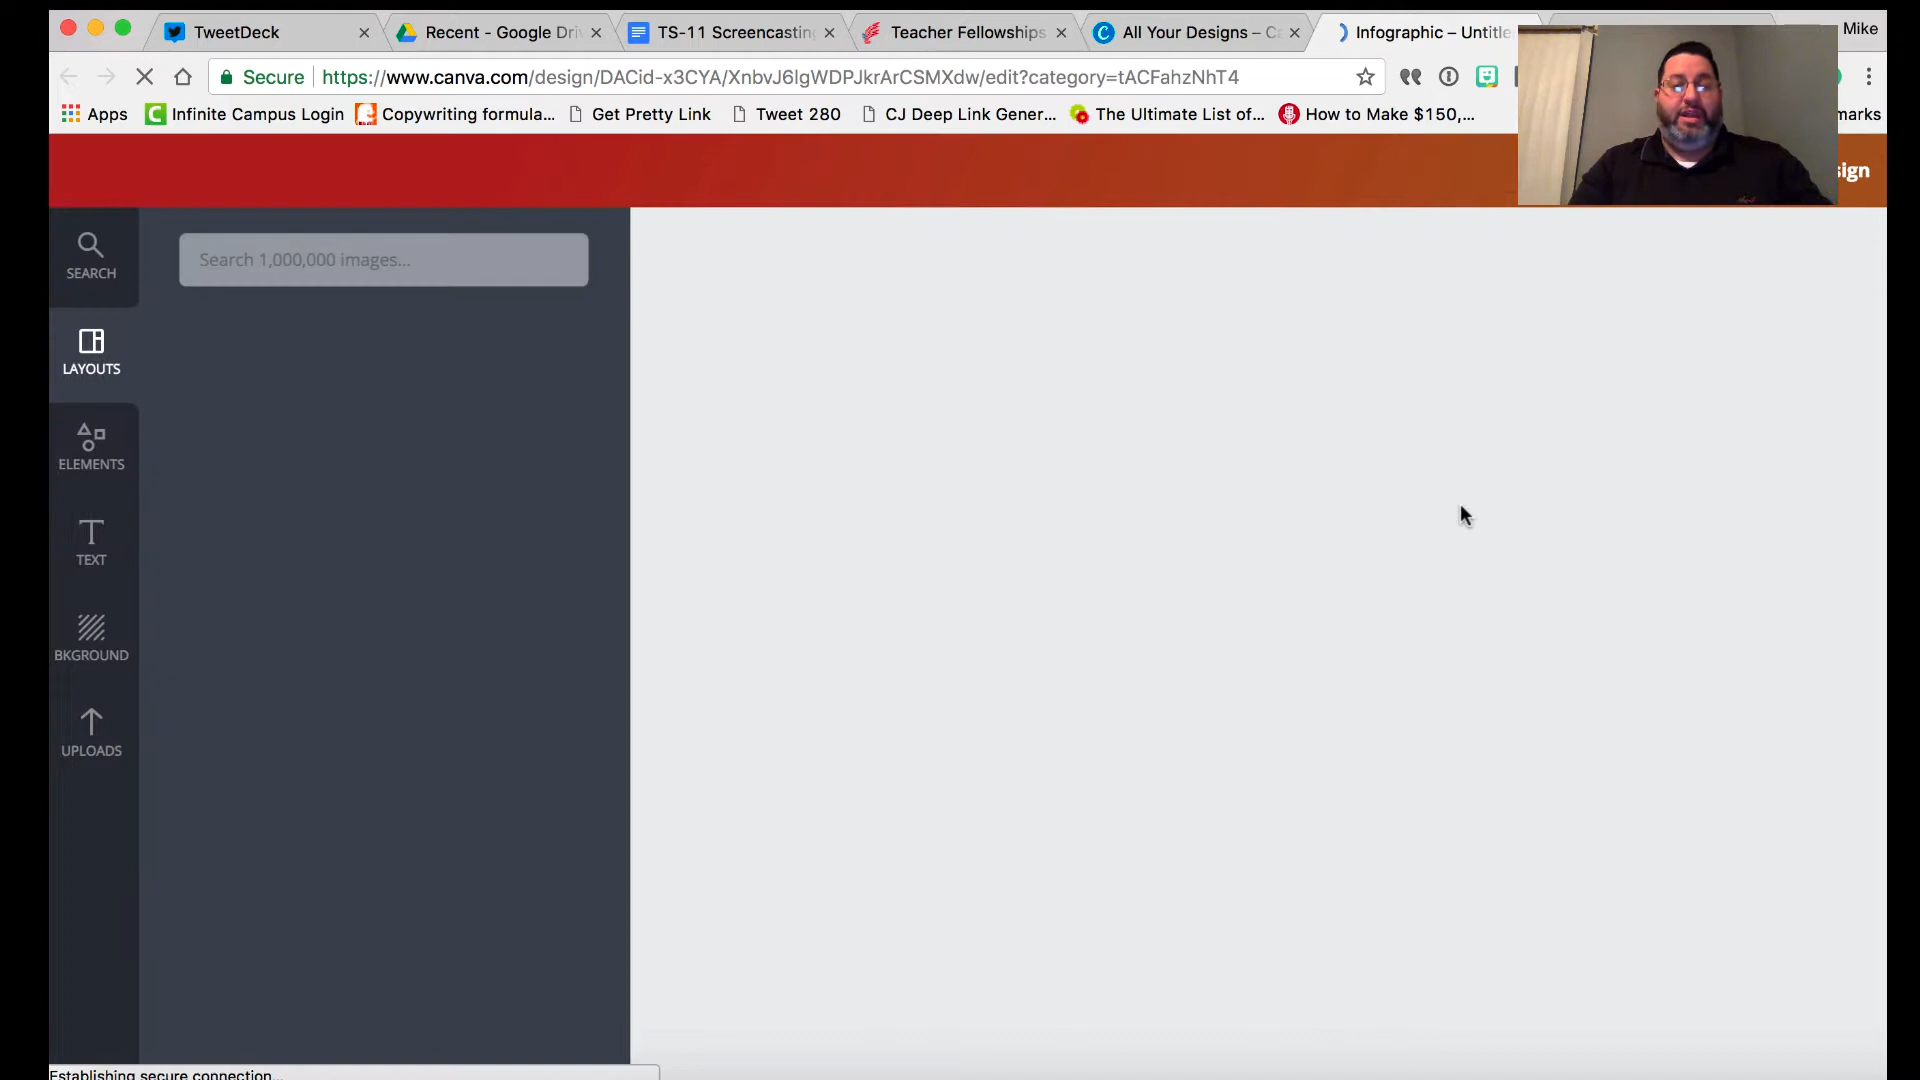 TweetDeck
Recent - Google Dri
TS-11 Screencasting
Teacher Fellowships
All Your Designs – Ca
Infographic – Untitle
Mike
Secure
https://www.canva.com/design/DACid-x3CYA/XnbvJ6lgWDPJkrArCSMXdw/edit?category=tACFahzNhT4
Apps
Infinite Campus Login
Copywriting formula...
Get Pretty Link
Tweet 280
CJ Deep Link Gener...
The Ultimate List of...
How to Make $150,...
marks
sign
SEARCH
Search 1,000,000 images...
LAYOUTS
ELEMENTS
TEXT
BKGROUND
UPLOADS
Establishing secure connection...